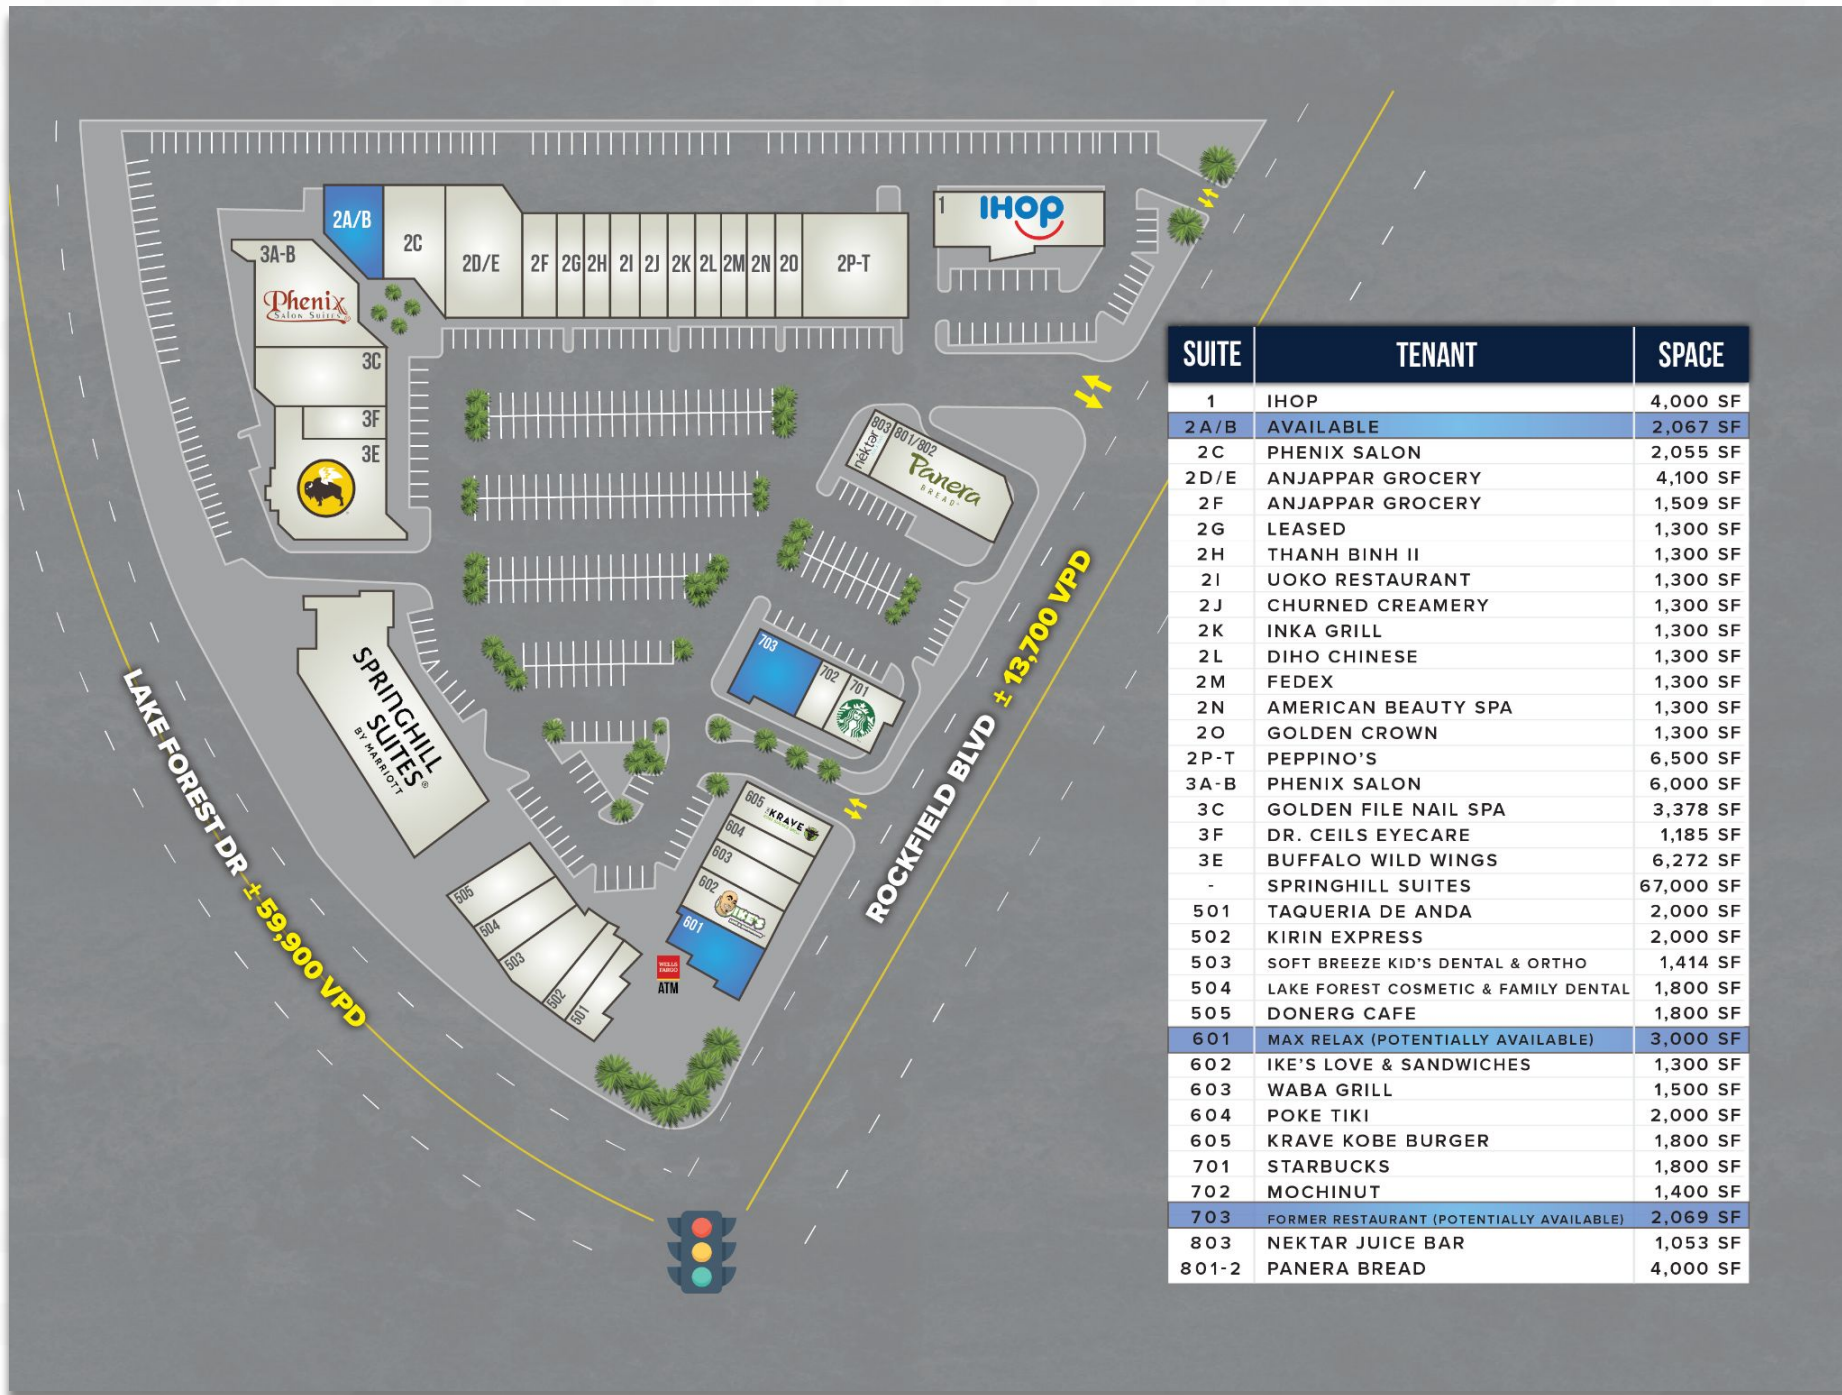 2A/B
2C
2D/E
2F
2G
2H
2I
2J
2K
2L
2M
2N
2O
2P-T
1
IHOP
3A-B
Phenix
SALON SUITES
3C
3F
3E
803
nékter
801/802
Panera
BREAD
703
702
701
SPRINGHILL
SUITES®
BY MARRIOTT
605
THE KRAVE
604
603
602
IKE'S
601
505
504
503
502
501
WELLS
FARGO
ATM
LAKE FOREST DR ± 59,900 VPD
ROCKFIELD BLVD ± 13,700 VPD
SUITE TENANT SPACE
1 IHOP 4,000 SF
2A/B AVAILABLE 2,067 SF
2C PHENIX SALON 2,055 SF
2D/E ANJAPPAR GROCERY 4,100 SF
2F ANJAPPAR GROCERY 1,509 SF
2G LEASED 1,300 SF
2H THANH BINH II 1,300 SF
2I UOKO RESTAURANT 1,300 SF
2J CHURNED CREAMERY 1,300 SF
2K INKA GRILL 1,300 SF
2L DIHO CHINESE 1,300 SF
2M FEDEX 1,300 SF
2N AMERICAN BEAUTY SPA 1,300 SF
2O GOLDEN CROWN 1,300 SF
2P-T PEPPINO'S 6,500 SF
3A-B PHENIX SALON 6,000 SF
3C GOLDEN FILE NAIL SPA 3,378 SF
3F DR. CEILS EYECARE 1,185 SF
3E BUFFALO WILD WINGS 6,272 SF
- SPRINGHILL SUITES 67,000 SF
501 TAQUERIA DE ANDA 2,000 SF
502 KIRIN EXPRESS 2,000 SF
503 SOFT BREEZE KID'S DENTAL & ORTHO 1,414 SF
504 LAKE FOREST COSMETIC & FAMILY DENTAL 1,800 SF
505 DONERG CAFE 1,800 SF
601 MAX RELAX (POTENTIALLY AVAILABLE) 3,000 SF
602 IKE'S LOVE & SANDWICHES 1,300 SF
603 WABA GRILL 1,500 SF
604 POKE TIKI 2,000 SF
605 KRAVE KOBE BURGER 1,800 SF
701 STARBUCKS 1,800 SF
702 MOCHINUT 1,400 SF
703 FORMER RESTAURANT (POTENTIALLY AVAILABLE) 2,069 SF
803 NEKTAR JUICE BAR 1,053 SF
801-2 PANERA BREAD 4,000 SF